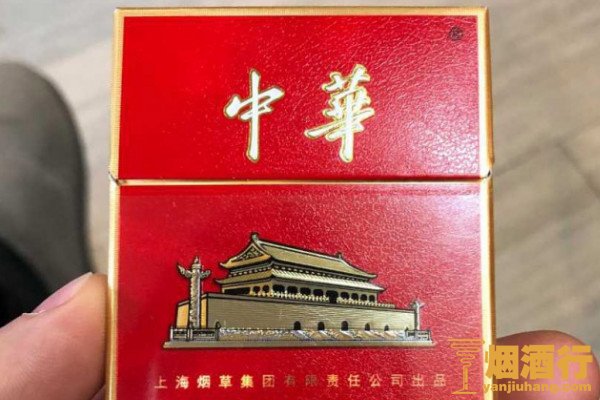 中華
上海烟草集团有限责任公司出品
烟酒行
yanjiuhang.com